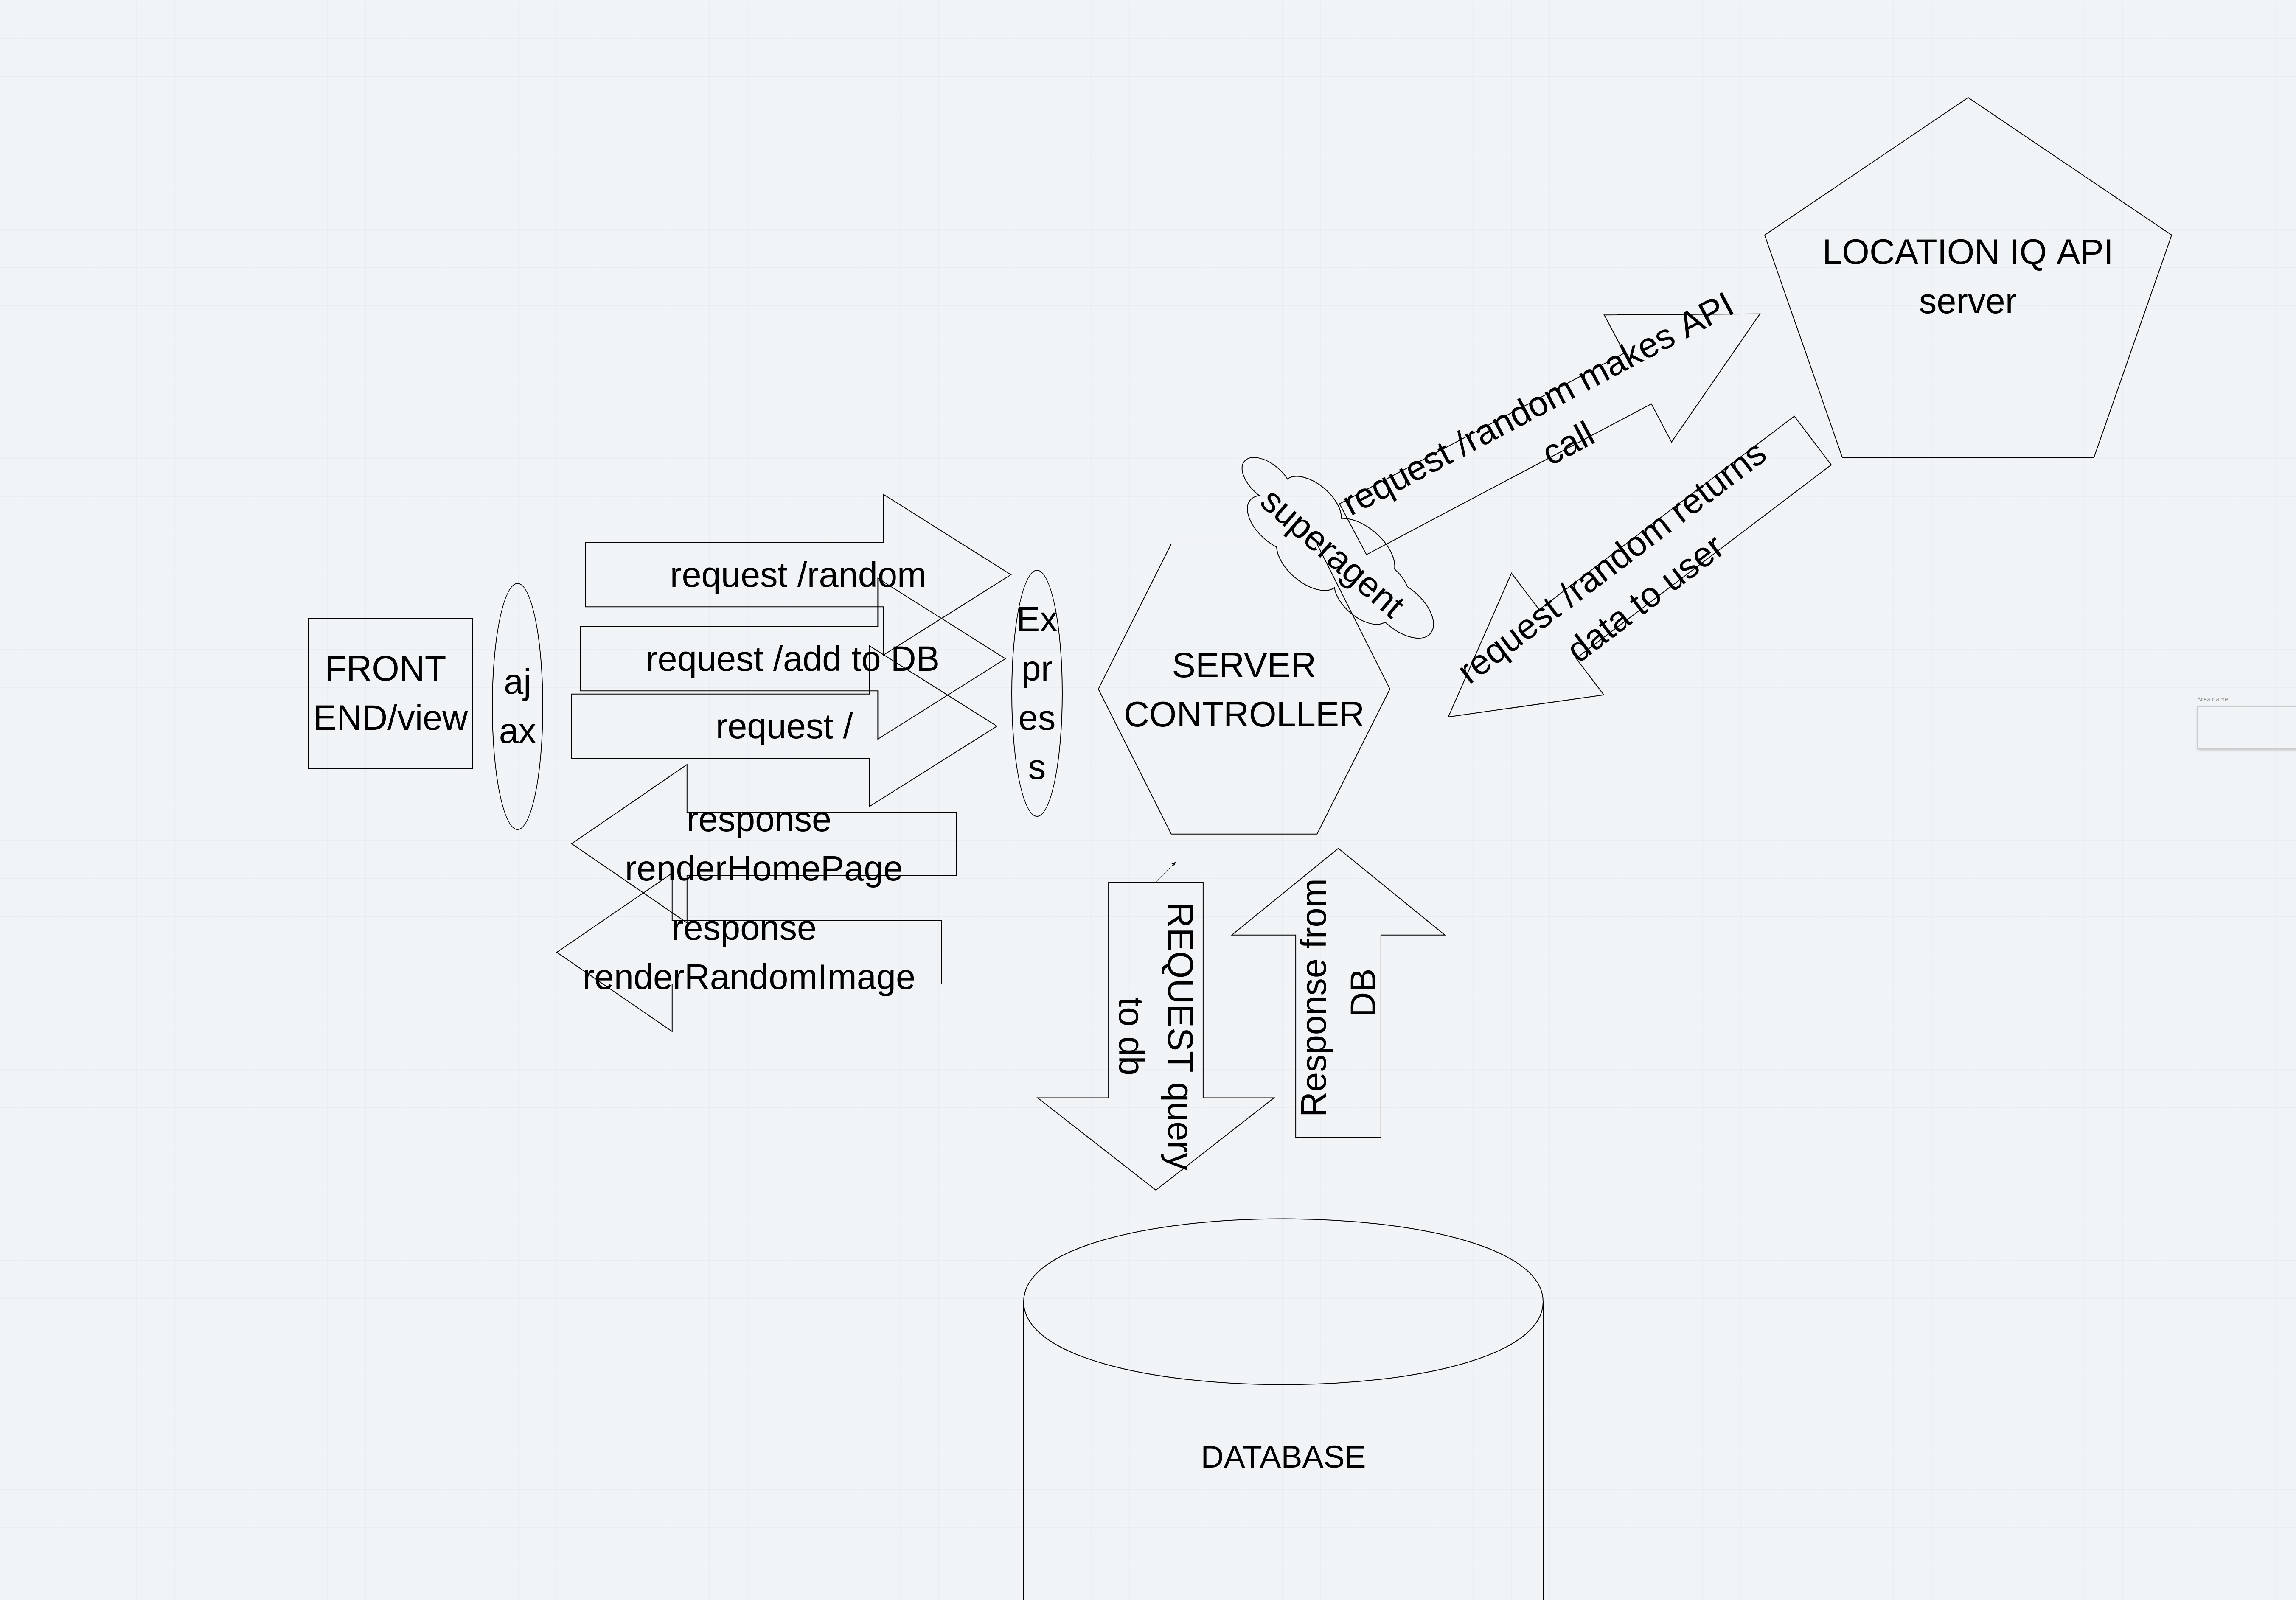 LOCATION IQ API
server
request /random makes API
call
request /random returns
data to user
superagent
request /random
request /add to DB
request /
FRONT
END/view
aj
ax
Ex
pr
es
s
SERVER
CONTROLLER
response
renderHomePage
response
renderRandomImage
REQUEST query
to db
Response from
DB
DATABASE
Area name